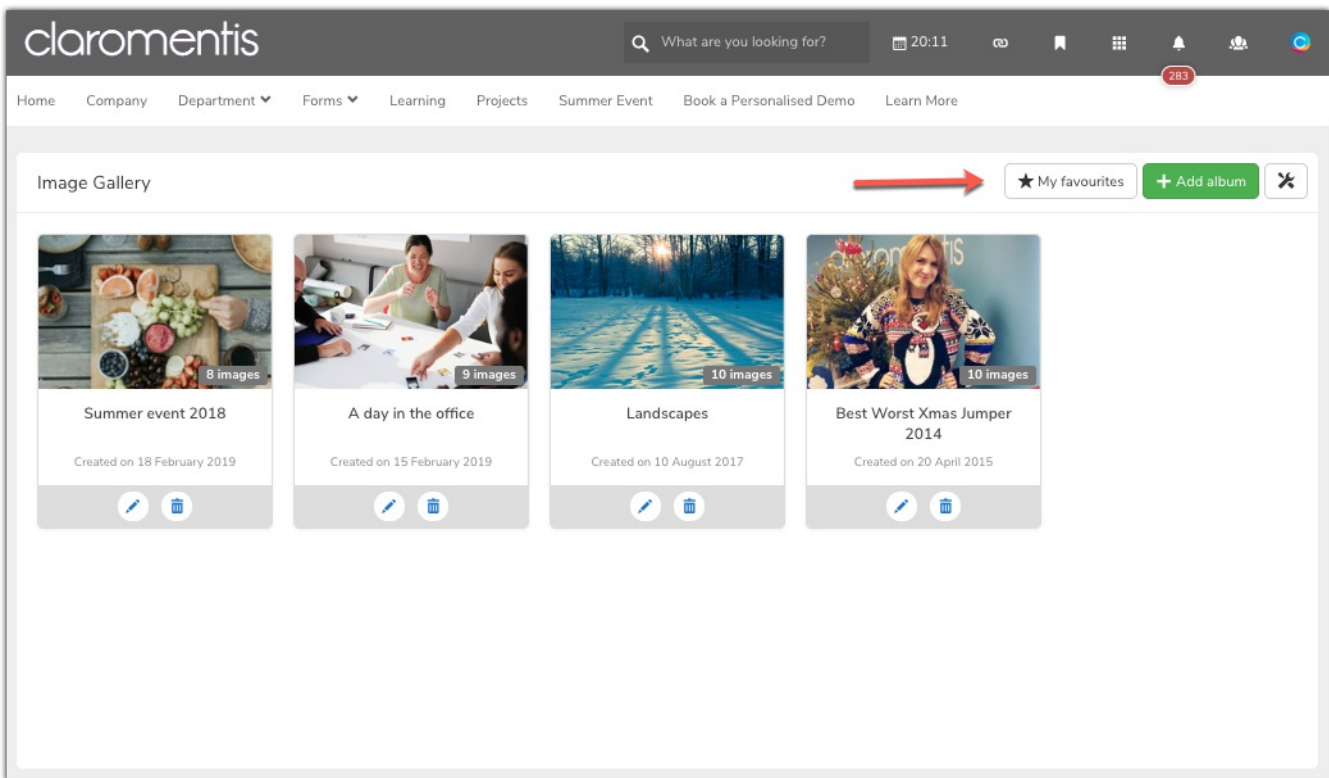 claromentis
What are you looking for?
20:11
283
Home Company Department Forms Learning Projects Summer Event Book a Personalised Demo Learn More
Image Gallery
My favourites
Add album
8 images
9 images
10 images
10 images
Summer event 2018
A day in the office
Landscapes
Best Worst Xmas Jumper
2014
Created on 18 February 2019
Created on 15 February 2019
Created on 10 August 2017
Created on 20 April 2015